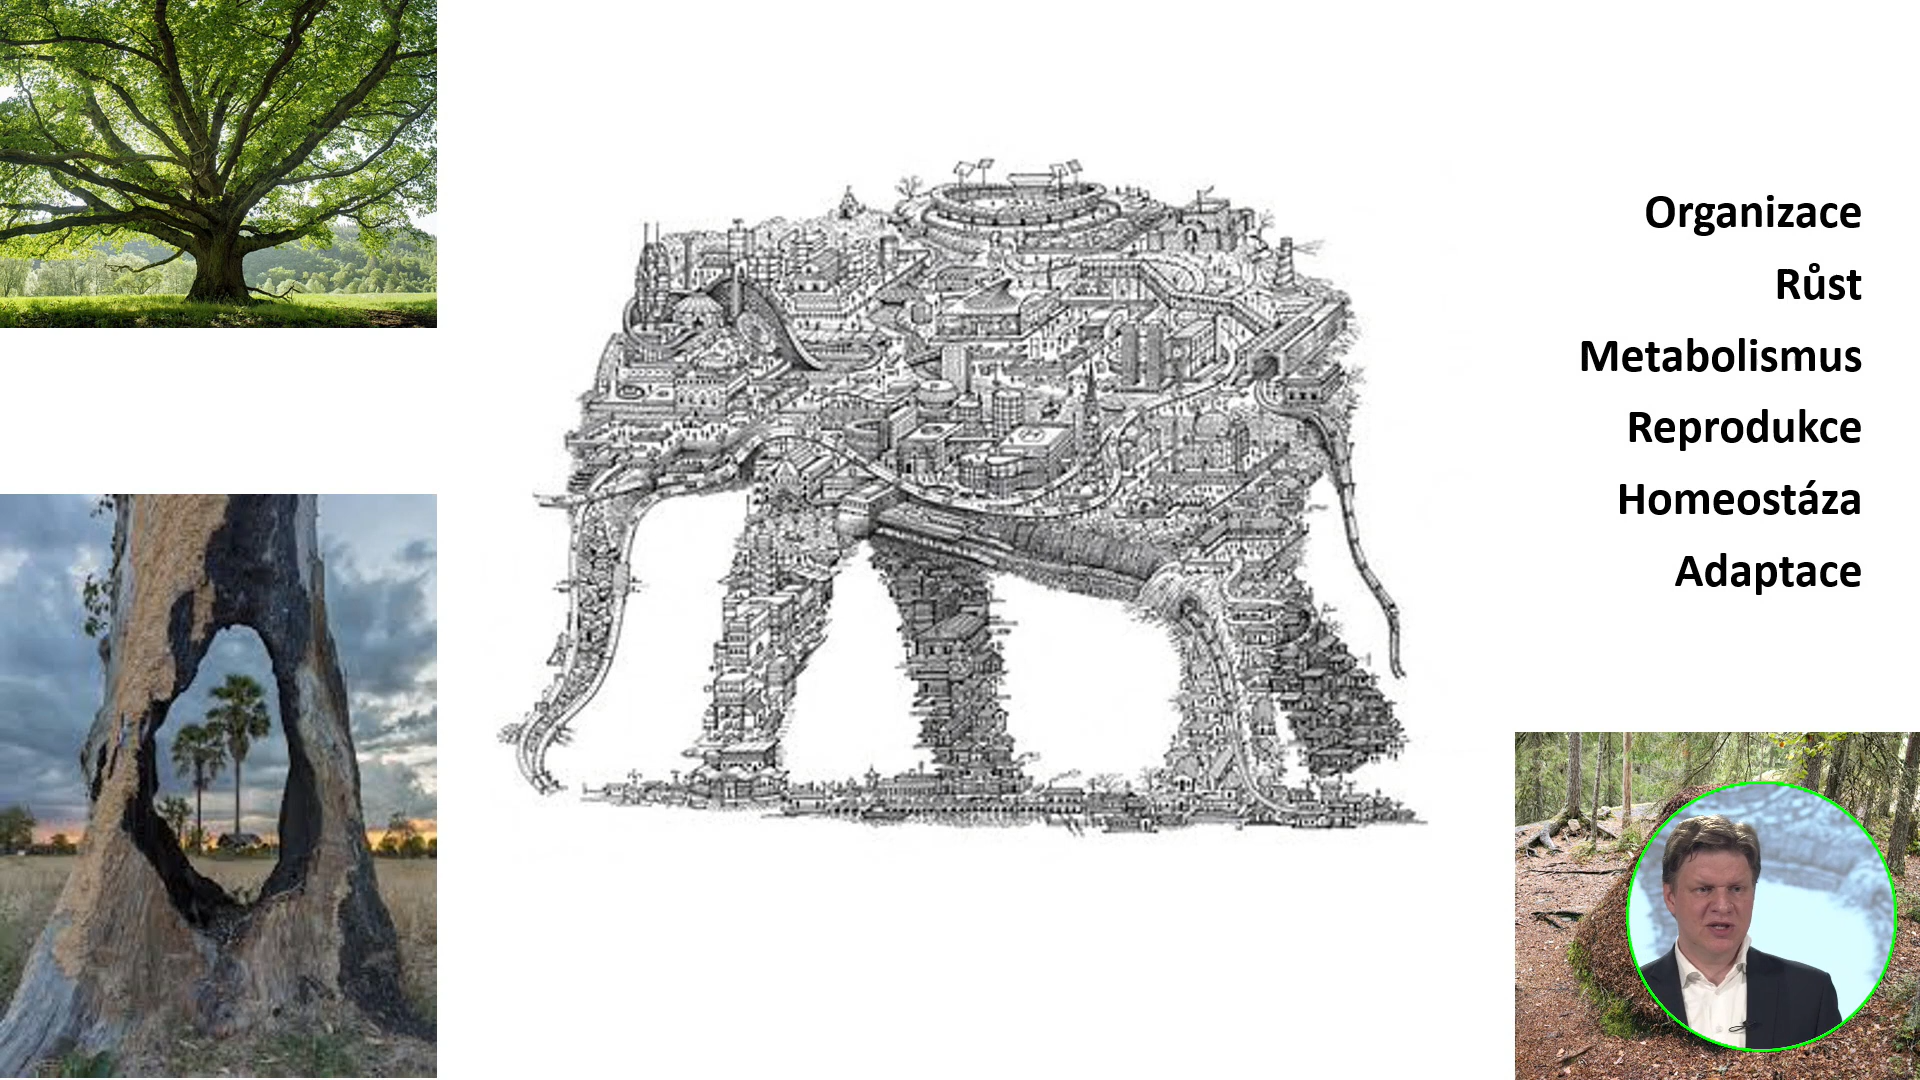 Organizace
Růst
Metabolismus
Reprodukce
Homeostáza
Adaptace